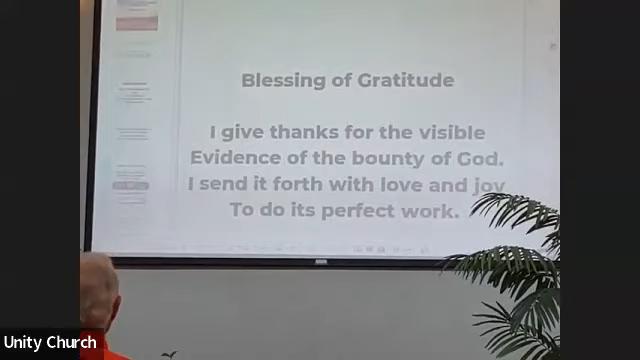 Blessing of Gratitude
I give thanks for the visible
Evidence of the bounty of God.
I send it forth with love and joy
To do its perfect work.
Unity Church